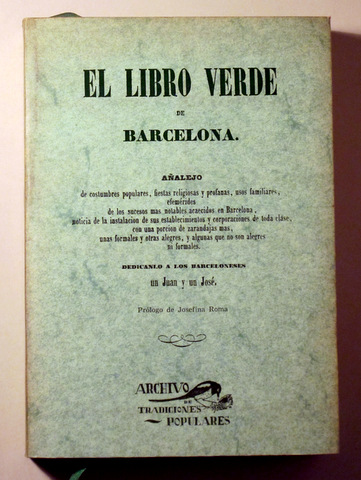 EL LIBRO VERDE
DE
BARCELONA.
AÑALEJO
de costumbres populares, fiestas religiosas y profanas, usos familiares,
efemérides
de los sucesos mas notables acaecidos en Barcelona,
noticia de la instalacion de sus establecimientos y corporaciones de toda clase,
con una porcion de zarandajas mas,
unas formales y otras alegres, y algunas que no son alegres
ni formales.
DEDICANLO A LOS BARCELONESES
un Juan y un José.
Prólogo de Josefina Roma
ARCHIVO
DE
TRADICIONES
POPULARES